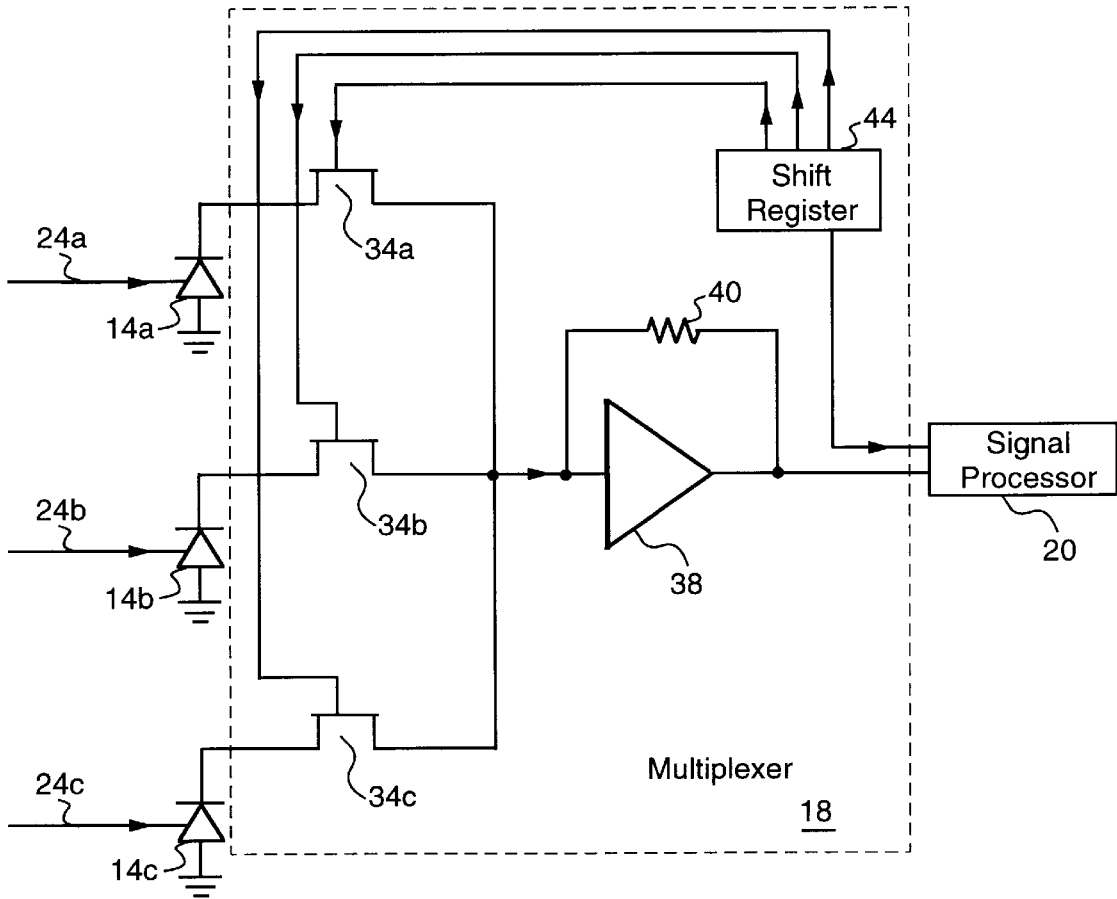 44
Shift
Register
34a
24a
14a
40
34b
Signal
Processor
24b
38
20
14b
34c
Multiplexer
24c
18
14c